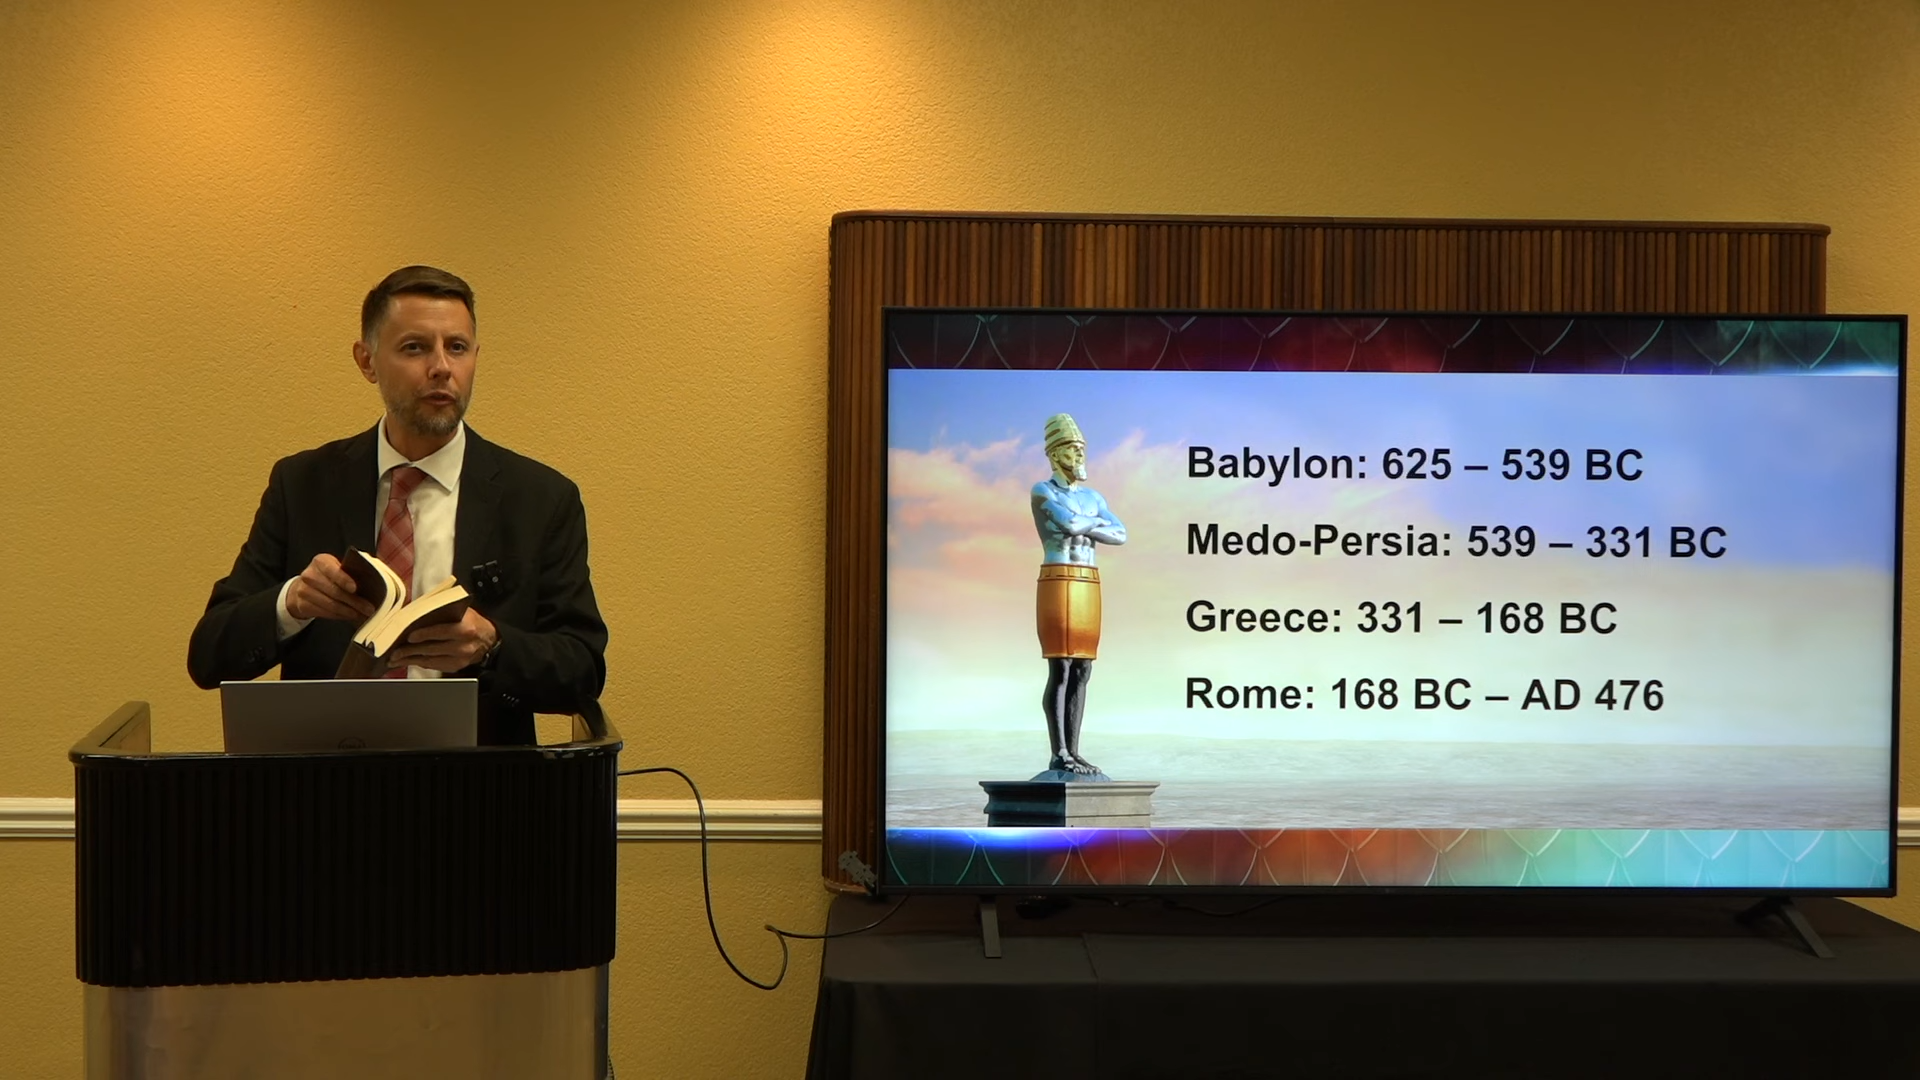 Babylon: 625 – 539 BC
Medo-Persia: 539 – 331 BC
Greece: 331 – 168 BC
Rome: 168 BC – AD 476